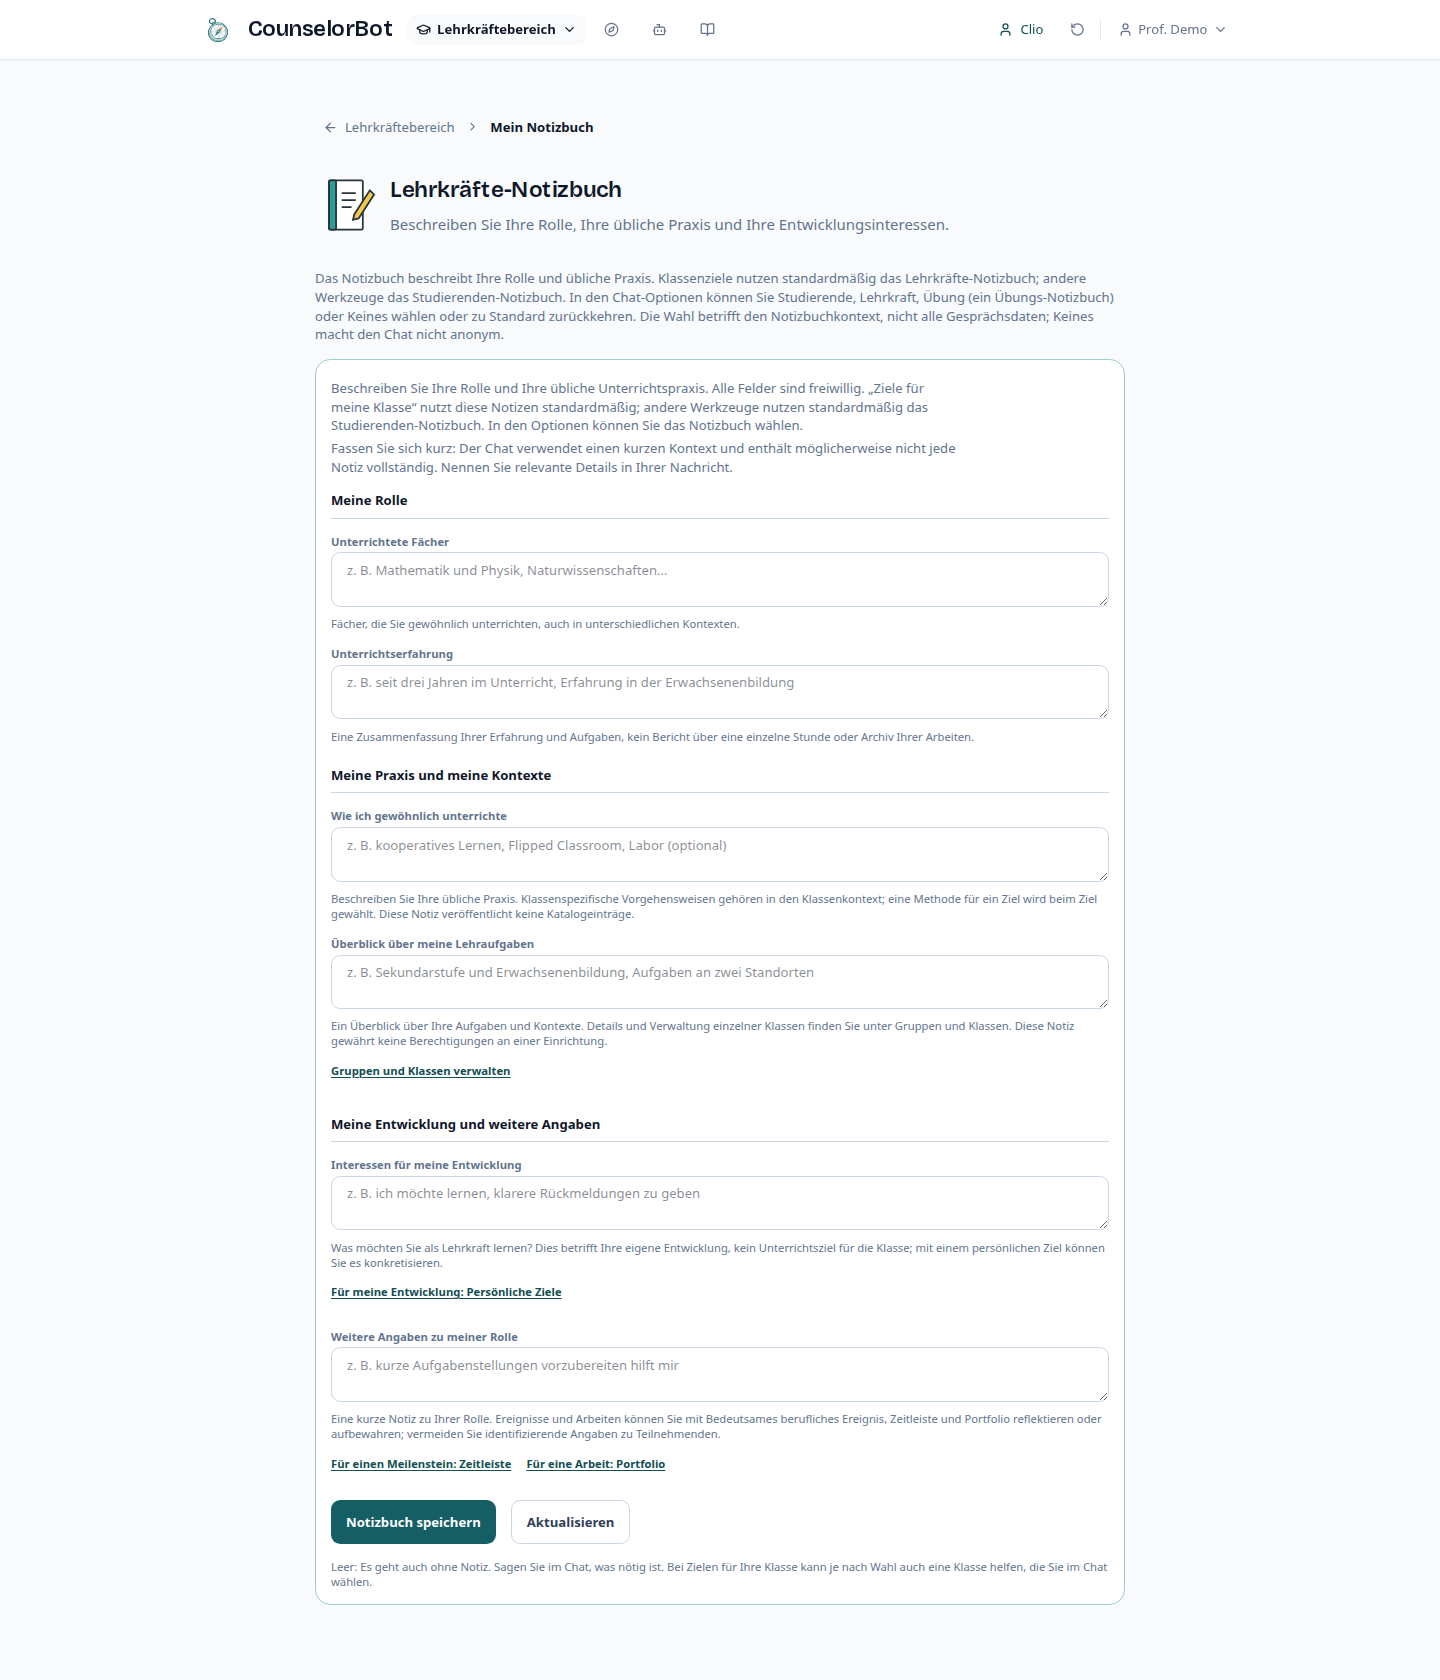 CounselorBot
Lehrkräftebereich
Clio
Prof. Demo
Lehrkräftebereich
Mein Notizbuch
Lehrkräfte-Notizbuch
Beschreiben Sie Ihre Rolle, Ihre übliche Praxis und Ihre Entwicklungsinteressen.
Das Notizbuch beschreibt Ihre Rolle und übliche Praxis. Klassenziele nutzen standardmäßig das Lehrkräfte-Notizbuch; andere
Werkzeuge das Studierenden-Notizbuch. In den Chat-Optionen können Sie Studierende, Lehrkraft, Übung (ein Übungs-Notizbuch)
oder Keines wählen oder zu Standard zurückkehren. Die Wahl betrifft den Notizbuchkontext, nicht alle Gesprächsdaten; Keines
macht den Chat nicht anonym.
Beschreiben Sie Ihre Rolle und Ihre übliche Unterrichtspraxis. Alle Felder sind freiwillig. „Ziele für
meine Klasse“ nutzt diese Notizen standardmäßig; andere Werkzeuge nutzen standardmäßig das
Studierenden-Notizbuch. In den Optionen können Sie das Notizbuch wählen.
Fassen Sie sich kurz: Der Chat verwendet einen kurzen Kontext und enthält möglicherweise nicht jede
Notiz vollständig. Nennen Sie relevante Details in Ihrer Nachricht.
Meine Rolle
Unterrichtete Fächer
z. B. Mathematik und Physik, Naturwissenschaften...
Fächer, die Sie gewöhnlich unterrichten, auch in unterschiedlichen Kontexten.
Unterrichtserfahrung
z. B. seit drei Jahren im Unterricht, Erfahrung in der Erwachsenenbildung
Eine Zusammenfassung Ihrer Erfahrung und Aufgaben, kein Bericht über eine einzelne Stunde oder Archiv Ihrer Arbeiten.
Meine Praxis und meine Kontexte
Wie ich gewöhnlich unterrichte
z. B. kooperatives Lernen, Flipped Classroom, Labor (optional)
Beschreiben Sie Ihre übliche Praxis. Klassenspezifische Vorgehensweisen gehören in den Klassenkontext; eine Methode für ein Ziel wird beim Ziel
gewählt. Diese Notiz veröffentlicht keine Katalogeinträge.
Überblick über meine Lehraufgaben
z. B. Sekundarstufe und Erwachsenenbildung, Aufgaben an zwei Standorten
Ein Überblick über Ihre Aufgaben und Kontexte. Details und Verwaltung einzelner Klassen finden Sie unter Gruppen und Klassen. Diese Notiz
gewährt keine Berechtigungen an einer Einrichtung.
Gruppen und Klassen verwalten
Meine Entwicklung und weitere Angaben
Interessen für meine Entwicklung
z. B. ich möchte lernen, klarere Rückmeldungen zu geben
Was möchten Sie als Lehrkraft lernen? Dies betrifft Ihre eigene Entwicklung, kein Unterrichtsziel für die Klasse; mit einem persönlichen Ziel können
Sie es konkretisieren.
Für meine Entwicklung: Persönliche Ziele
Weitere Angaben zu meiner Rolle
z. B. kurze Aufgabenstellungen vorzubereiten hilft mir
Eine kurze Notiz zu Ihrer Rolle. Ereignisse und Arbeiten können Sie mit Bedeutsames berufliches Ereignis, Zeitleiste und Portfolio reflektieren oder
aufbewahren; vermeiden Sie identifizierende Angaben zu Teilnehmenden.
Für einen Meilenstein: Zeitleiste Für eine Arbeit: Portfolio
Notizbuch speichern
Aktualisieren
Leer: Es geht auch ohne Notiz. Sagen Sie im Chat, was nötig ist. Bei Zielen für Ihre Klasse kann je nach Wahl auch eine Klasse helfen, die Sie im Chat
wählen.